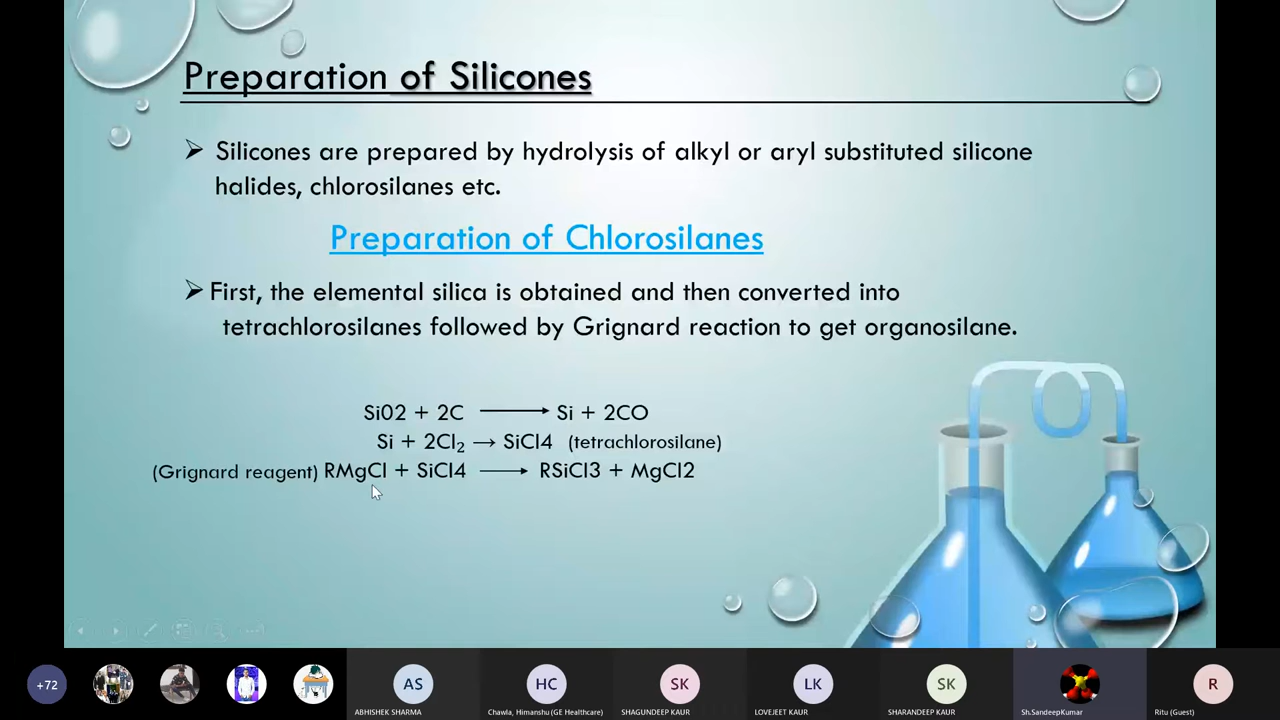 Preparation of Silicones
➢ Silicones are prepared by hydrolysis of alkyl or aryl substituted silicone
halides, chlorosilanes etc.
Preparation of Chlorosilanes
➢ First, the elemental silica is obtained and then converted into
tetrachlorosilanes followed by Grignard reaction to get organosilane.
Si02 + 2C ⟶ Si + 2CO
Si + 2Cl₂ → SiCl4 (tetrachlorosilane)
(Grignard reagent) RMgCl + SiCl4 ⟶ RSiCl3 + MgCl2
+72
AS
HC
SK
LK
SK
R
ABHISHEK SHARMA
Chawla, Himanshu (GE Healthcare)
SHAGUNDEEP KAUR
LOVEJEET KAUR
SHARANDEEP KAUR
Sh.SandeepKumar
Ritu (Guest)